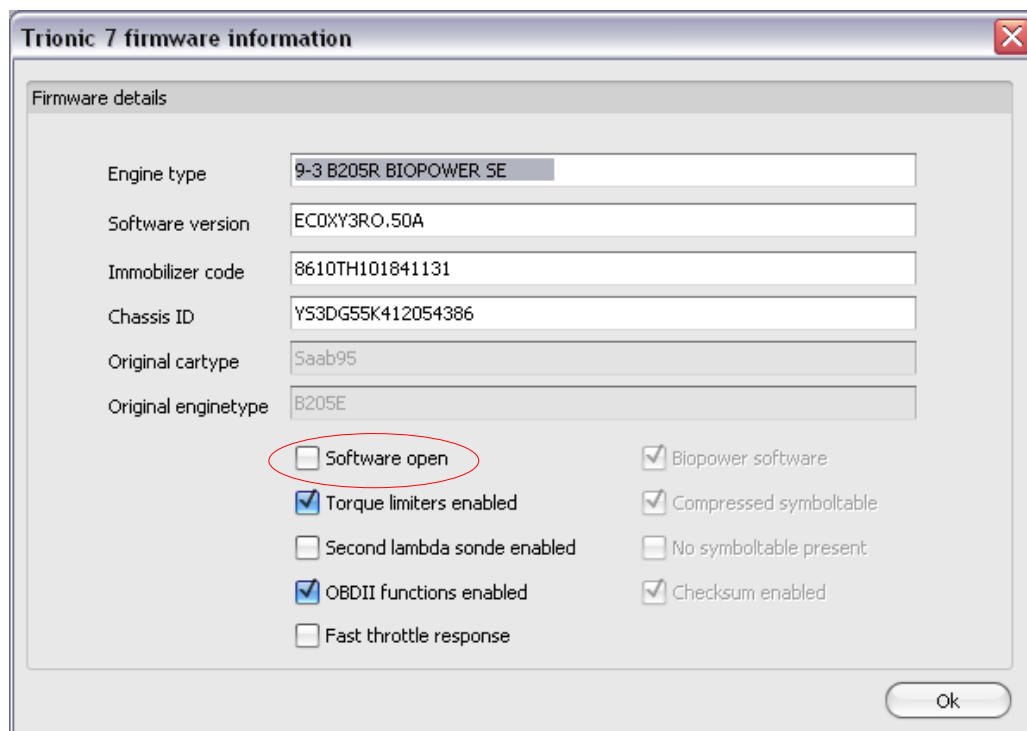 Trionic 7 firmware information
Firmware details
Engine type 9-3 B205R BIOPOWER SE
Software version EC0XY3RO.50A
Immobilizer code 8610TH101841131
Chassis ID YS3DG55K412054386
Original cartype Saab95
Original enginetype B205E
Software open Biopower software
Torque limiters enabled Compressed symboltable
Second lambda sonde enabled No symboltable present
OBDII functions enabled Checksum enabled
Fast throttle response
Ok